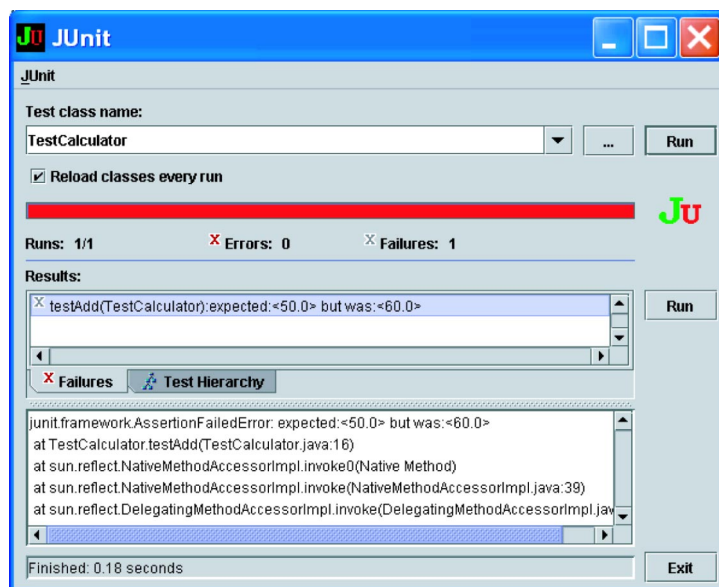 JU JUnit
JUnit
Test class name:
TestCalculator
... Run
Reload classes every run
JU
Runs: 1/1 X Errors: 0 X Failures: 1
Results:
X testAdd(TestCalculator):expected:<50.0> but was:<60.0> Run
X Failures Test Hierarchy
junit.framework.AssertionFailedError: expected:<50.0> but was:<60.0>
at TestCalculator.testAdd(TestCalculator.java:16)
at sun.reflect.NativeMethodAccessorImpl.invoke0(Native Method)
at sun.reflect.NativeMethodAccessorImpl.invoke(NativeMethodAccessorImpl.java:39)
at sun.reflect.DelegatingMethodAccessorImpl.invoke(DelegatingMethodAccessorImpl.jav
Finished: 0.18 seconds Exit